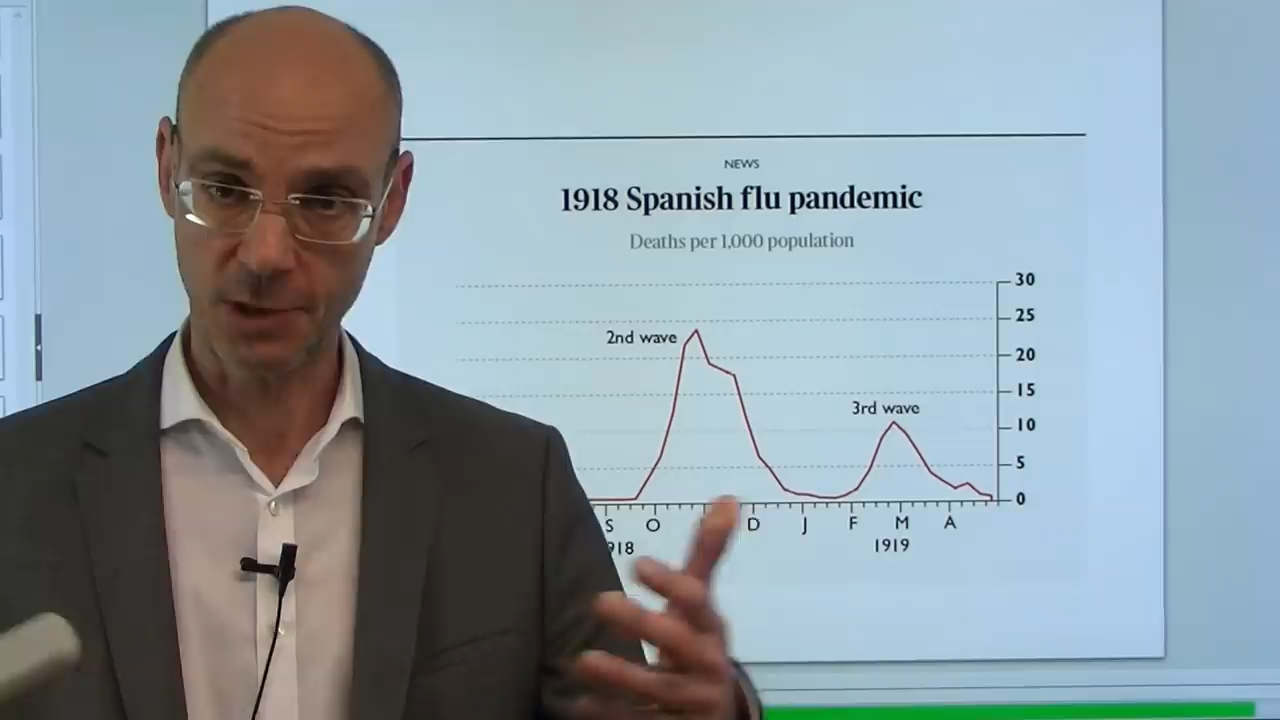 NEWS
1918 Spanish flu pandemic
Deaths per 1,000 population
30
25
2nd wave
20
15
3rd wave
10
5
0
S O D J F M A
918 1919